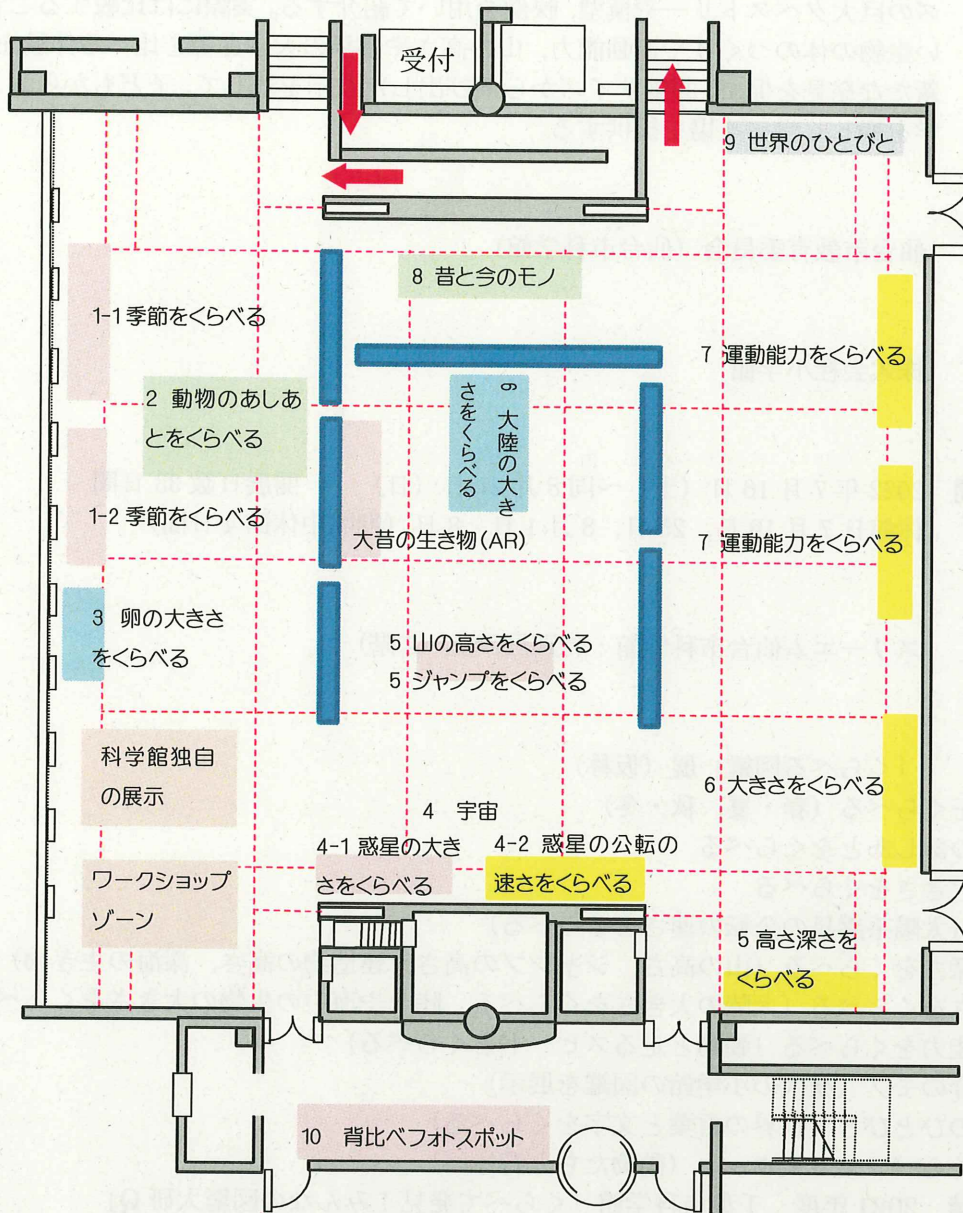 受付
9 世界のひとびと
8 昔と今のモノ
1-1 季節をくらべる
7 運動能力をくらべる
2 動物のあしあ
とをくらべる
6 大陸の大き
さをくらべる
1-2 季節をくらべる
大昔の生き物(AR)
7 運動能力をくらべる
3 卵の大きさ
をくらべる
5 山の高さをくらべる
5 ジャンプをくらべる
科学館独自
の展示
6 大きさをくらべる
4 宇宙
4-1 惑星の大き
さをくらべる
4-2 惑星の公転の
速さをくらべる
ワークショップ
ゾーン
5 高さ深さを
くらべる
10 背比べフォトスポット